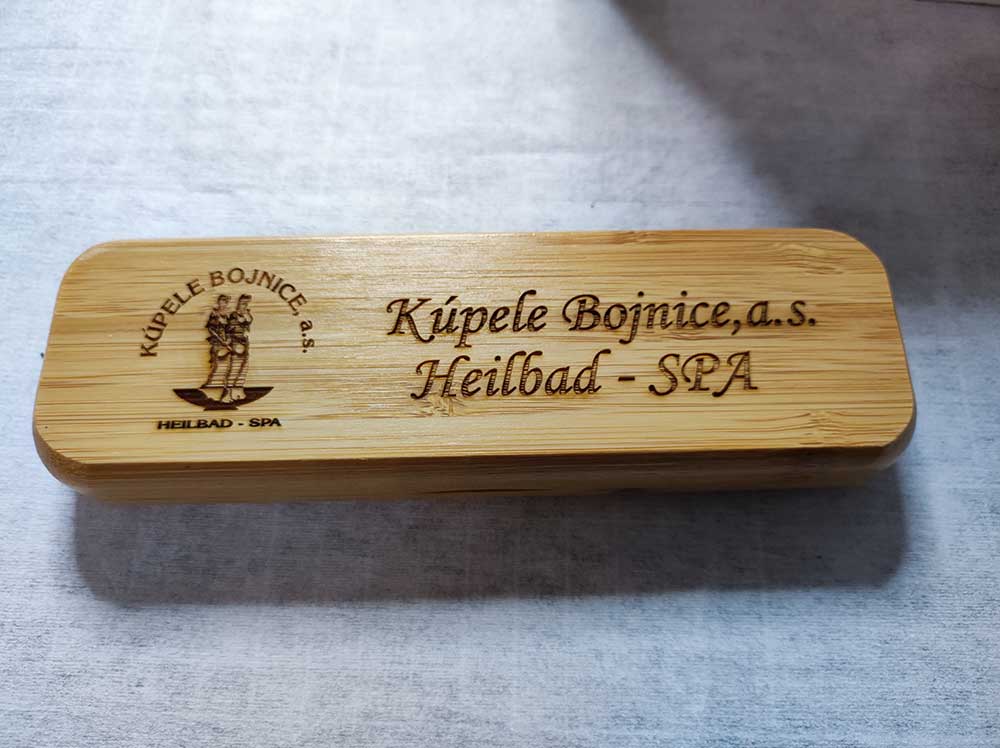 KÚPELE BOJNICE, a.s.
HEILBAD - SPA
Kúpele Bojnice, a.s.
Heilbad - SPA